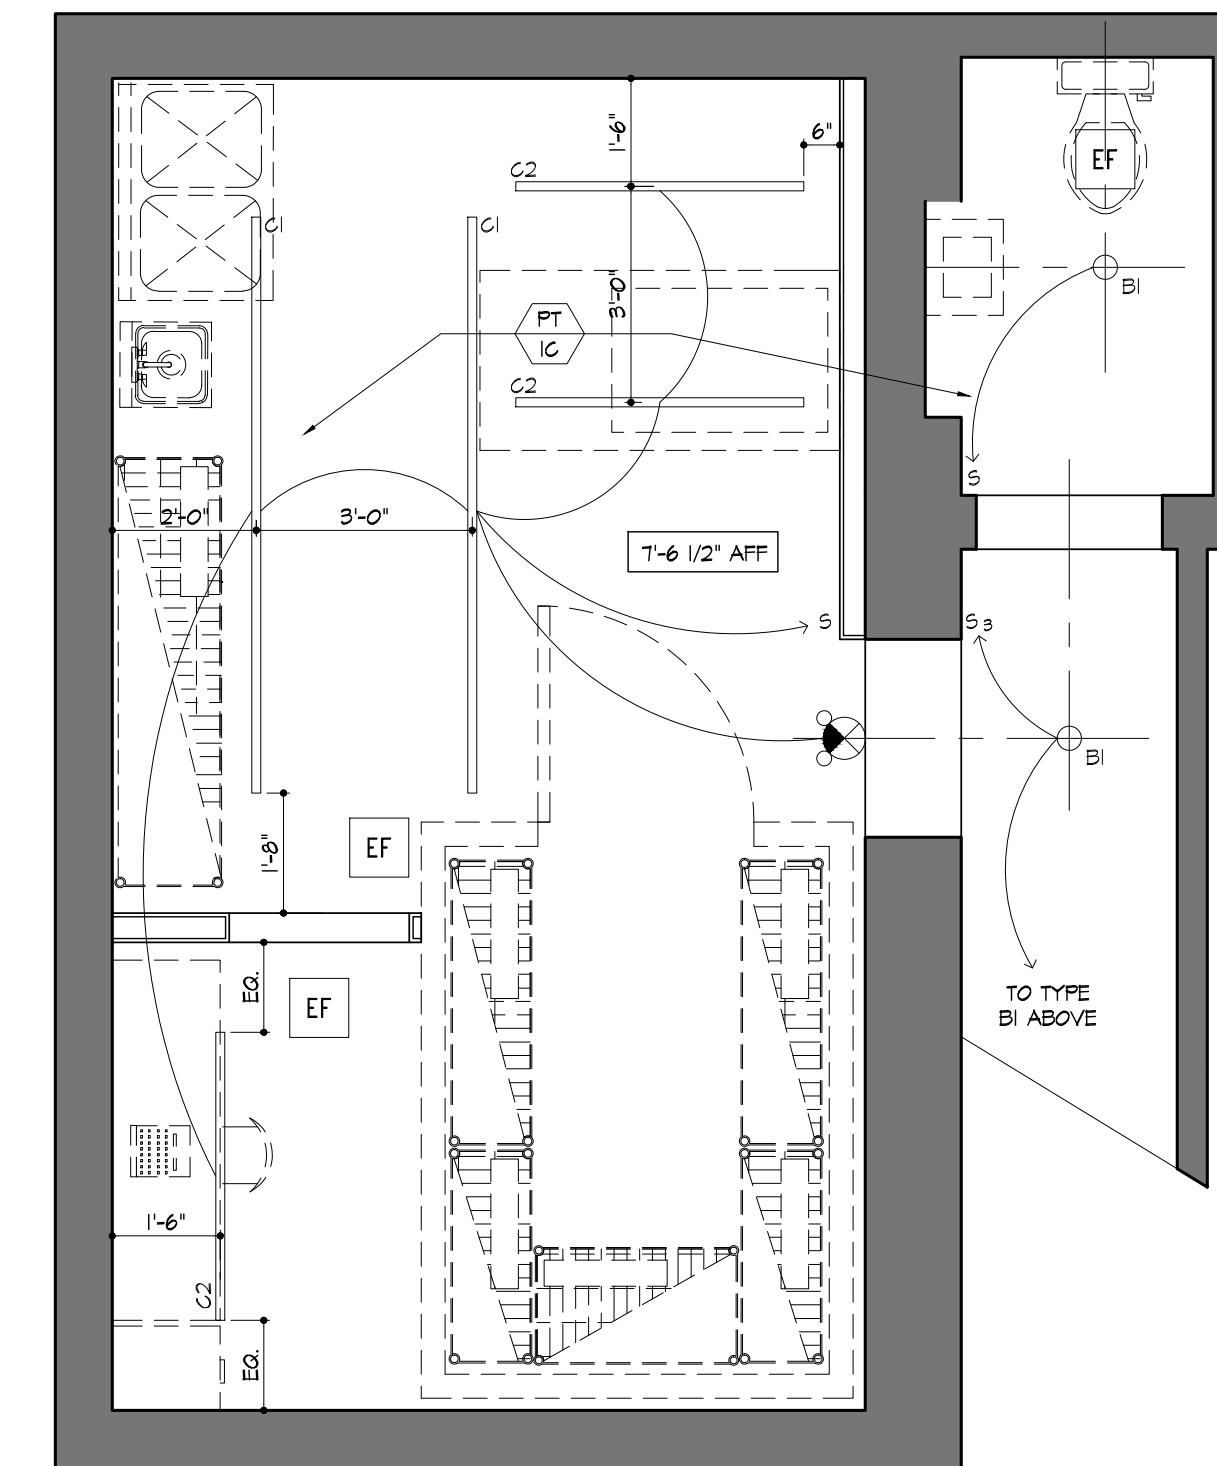 1'-6"
6"
EF
C2
C1
C1
3'-0"
B1
PT
1C
C2
S
2'-0"
3'-0"
7'-6 1/2" AFF
S
S3
B1
1'-8"
EF
EQ.
EF
TO TYPE
B1 ABOVE
1'-6"
C2
EQ.